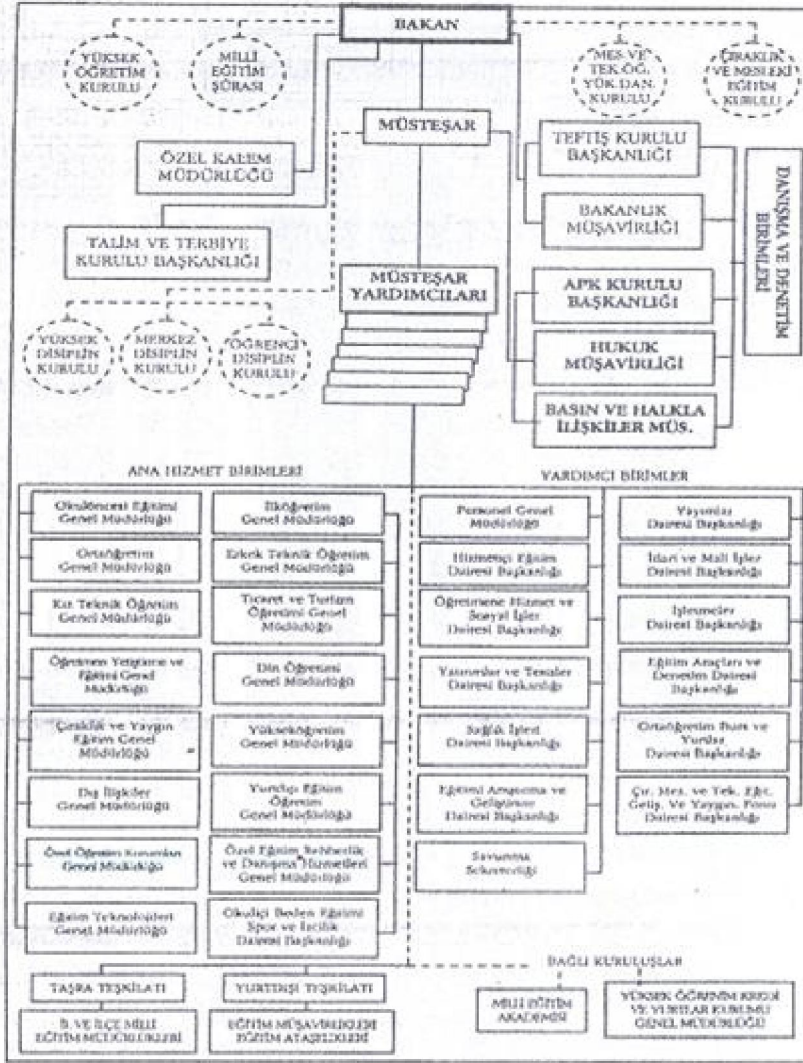 BAKAN
YÜKSEK
ÖĞRETİM
KURULU
MİLLİ
EĞİTİM
ŞÛRASI
MES. VE
TEK. ÖĞ.
YÜK. DAN.
KURULU
ÇIRAKLIK
VE MESLEKİ
EĞİTİM
KURULU
MÜSTEŞAR
ÖZEL KALEM
MÜDÜRLÜĞÜ
TEFTİŞ KURULU
BAŞKANLIĞI
BAKANLIK
MÜŞAVİRLİĞİ
DANIŞMA VE DENETİM
BİRİMLERİ
TALİM VE TERBİYE
KURULU BAŞKANLIĞI
MÜSTEŞAR
YARDIMCILARI
APK KURULU
BAŞKANLIĞI
YÜKSEK
DİSİPLİN
KURULU
MERKEZ
DİSİPLİN
KURULU
ÖĞRENCİ
DİSİPLİN
KURULU
HUKUK
MÜŞAVİRLİĞİ
BASIN VE HALKLA
İLİŞKİLER MÜŞ.
ANA HİZMET BİRİMLERİ
YARDIMCI BİRİMLER
Okulöncesi Eğitimi
Genel Müdürlüğü
İlköğretim
Genel Müdürlüğü
Personel Genel
Müdürlüğü
Yayımlar
Dairesi Başkanlığı
Ortaöğretim
Genel Müdürlüğü
Erkek Teknik Öğretim
Genel Müdürlüğü
Hizmetiçi Eğitim
Dairesi Başkanlığı
İdari ve Mali İşler
Dairesi Başkanlığı
Kız Teknik Öğretim
Genel Müdürlüğü
Ticaret ve Turizm
Öğretimi Genel
Müdürlüğü
Öğretmene Hizmet ve
Sosyal İşler
Dairesi Başkanlığı
İşletmeler
Dairesi Başkanlığı
Öğretmen Yetiştirme ve
Eğitimi Genel
Müdürlüğü
Din Öğretimi
Genel Müdürlüğü
Yatırımlar ve Tesisler
Dairesi Başkanlığı
Eğitim Araçları ve
Donatım Dairesi
Başkanlığı
Çıraklık ve Yaygın
Eğitim Genel
Müdürlüğü
Yükseköğretim
Genel Müdürlüğü
Sağlık İşleri
Dairesi Başkanlığı
Ortaöğretim Burs ve
Yurtlar
Dairesi Başkanlığı
Dış İlişkiler
Genel Müdürlüğü
Yurtdışı Eğitim
Öğretim
Genel Müdürlüğü
Eğitimi Araştırma ve
Geliştirme
Dairesi Başkanlığı
Çır. Mes. ve Tek. Eğt.
Geliş. Ve Yaygın. Fonu
Dairesi Başkanlığı
Özel Öğretim Kurumları
Genel Müdürlüğü
Özel Eğitim Rehberlik
ve Danışma Hizmetleri
Genel Müdürlüğü
Savunma
Sekreterliği
Eğitim Teknolojileri
Genel Müdürlüğü
Okuliçi Beden Eğitimi
Spor ve İzcilik
Dairesi Başkanlığı
BAĞLI KURULUŞLAR
TAŞRA TEŞKİLATI
YURTDIŞI TEŞKİLATI
MİLLİ EĞİTİM
AKADEMİSİ
YÜKSEK ÖĞRENİM KREDİ
VE YURTLAR KURUMU
GENEL MÜDÜRLÜĞÜ
İL VE İLÇE MİLLİ
EĞİTİM MÜDÜRLÜKLERİ
EĞİTİM MÜŞAVİRLİKLERİ
EĞİTİM ATAŞELİKLERİ